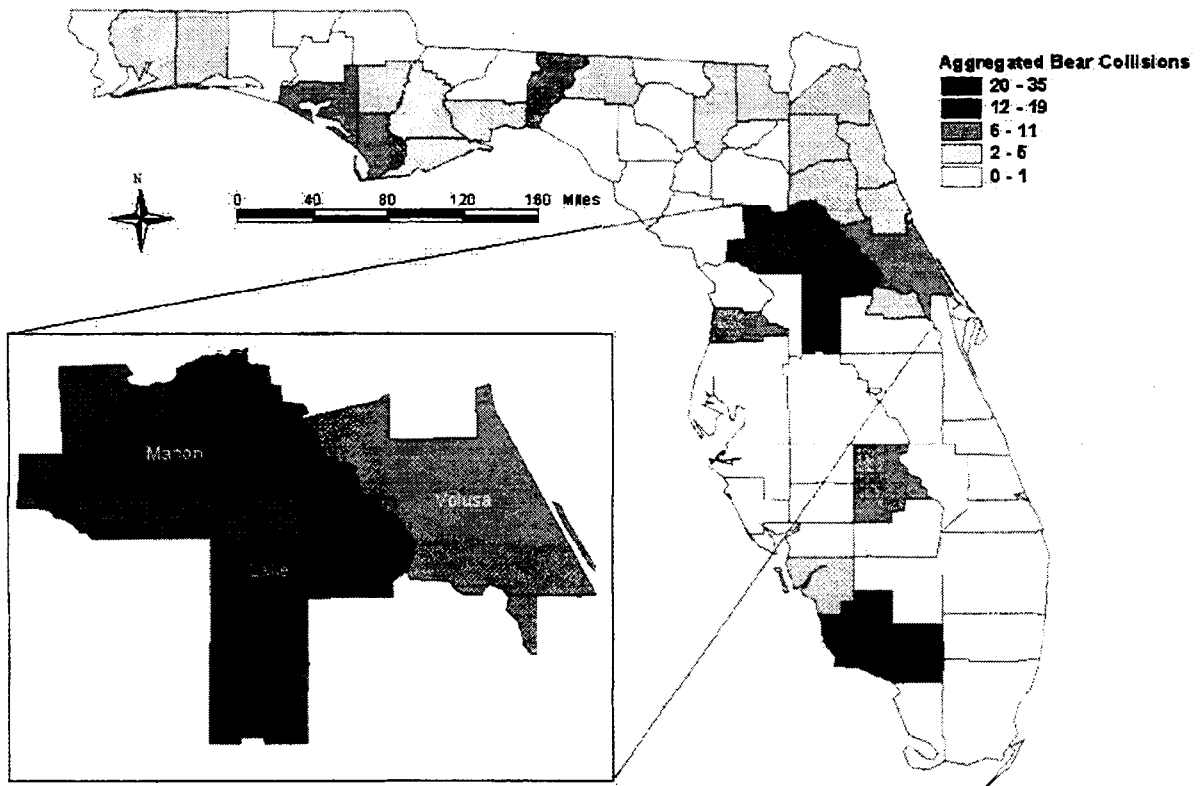 Aggregated Bear Collisions
20 - 35
12 - 19
6 - 11
2 - 5
0 - 1
N
0 40 80 120 160 Miles
Marion
Volusia
Lake